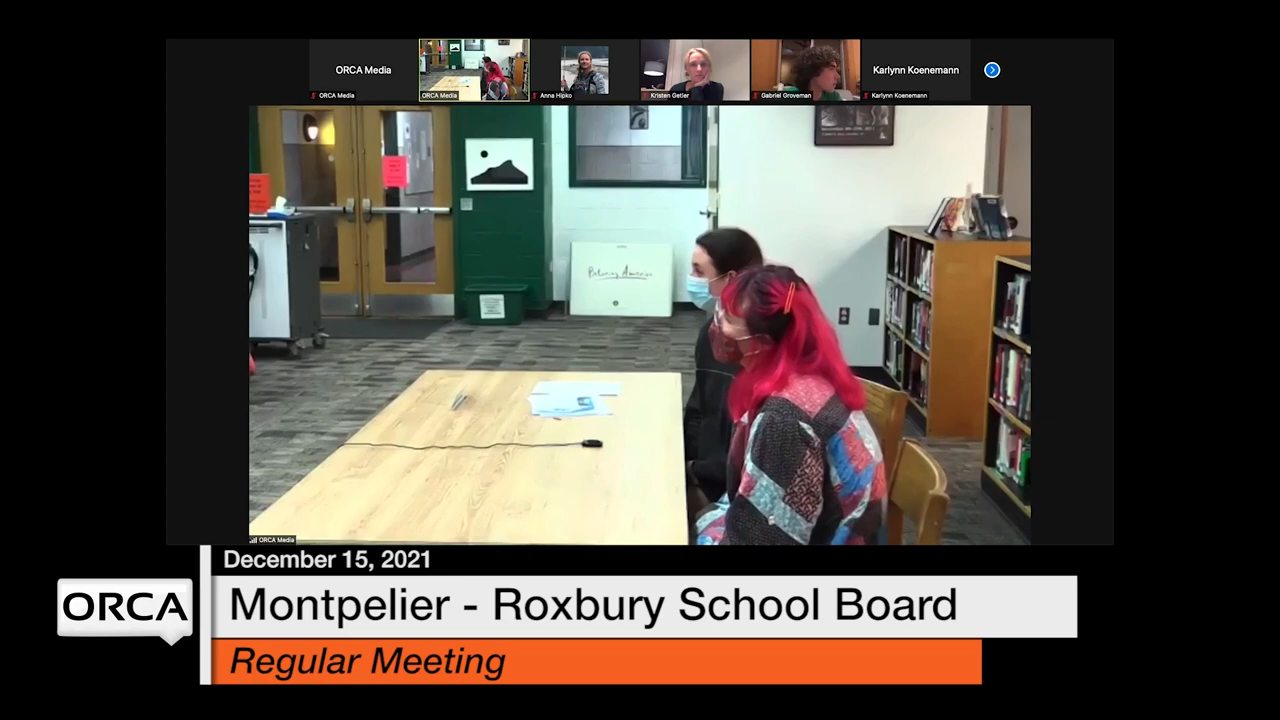 ORCA Media
ORCA Media
ORCA Media
Anna Hipko
Kristen Getler
Gabriel Groveman
Karlynn Koenemann
Karlynn Koenemann
ORCA Media
December 15, 2021
ORCA
Montpelier - Roxbury School Board
Regular Meeting